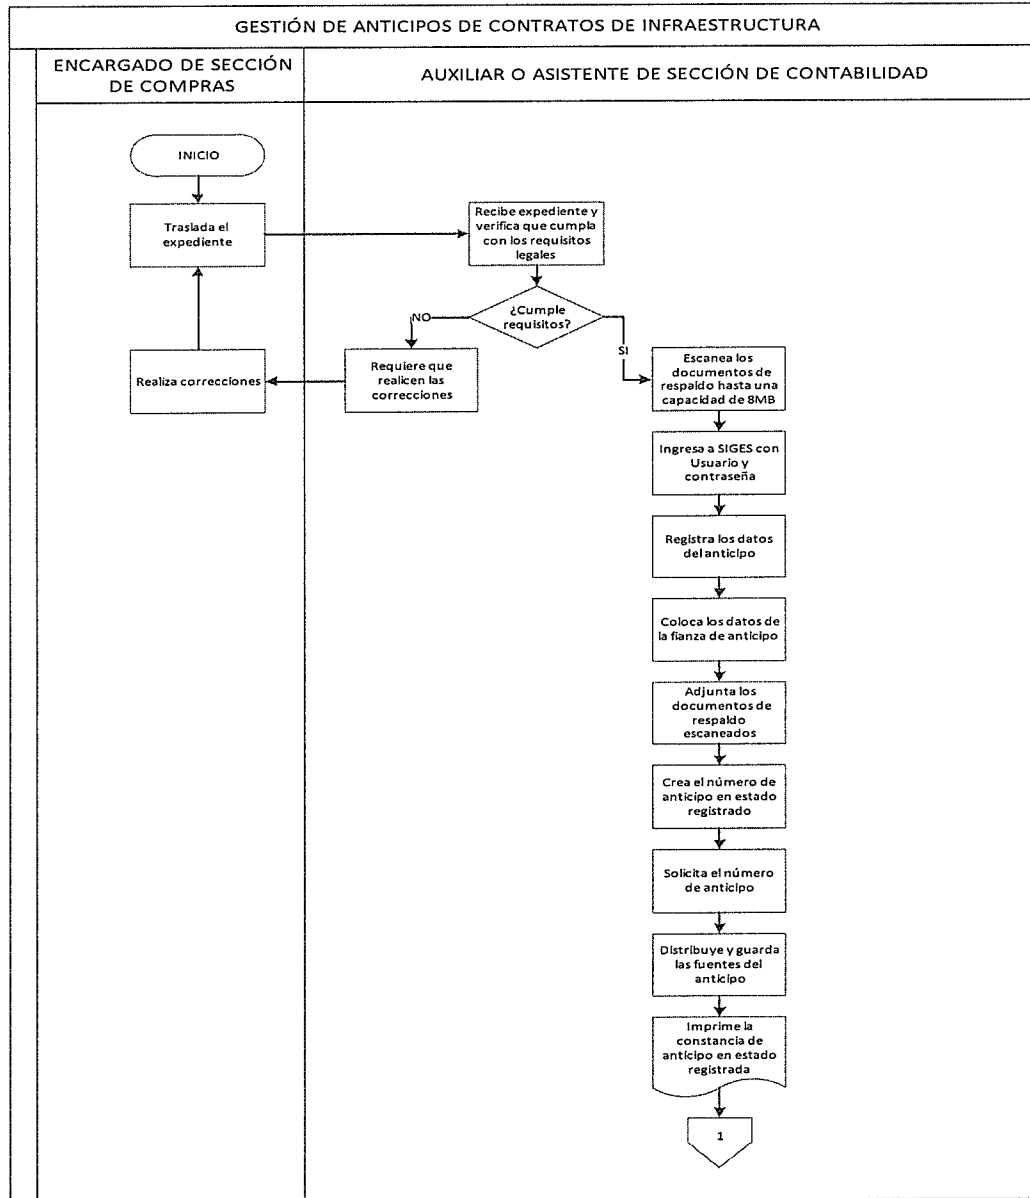 GESTIÓN DE ANTICIPOS DE CONTRATOS DE INFRAESTRUCTURA
ENCARGADO DE SECCIÓN
DE COMPRAS
AUXILIAR O ASISTENTE DE SECCIÓN DE CONTABILIDAD
INICIO
Traslada el
expediente
Recibe expediente y
verifica que cumpla
con los requisitos
legales
¿Cumple
requisitos?
NO
SI
Realiza correcciones
Requiere que
realicen las
correcciones
Escanea los
documentos de
respaldo hasta una
capacidad de 8MB
Ingresa a SIGES con
Usuario y
contraseña
Registra los datos
del anticipo
Coloca los datos de
la fianza de anticipo
Adjunta los
documentos de
respaldo
escaneados
Crea el número de
anticipo en estado
registrado
Solicita el número
de anticipo
Distribuye y guarda
las fuentes del
anticipo
Imprime la
constancia de
anticipo en estado
registrada
1